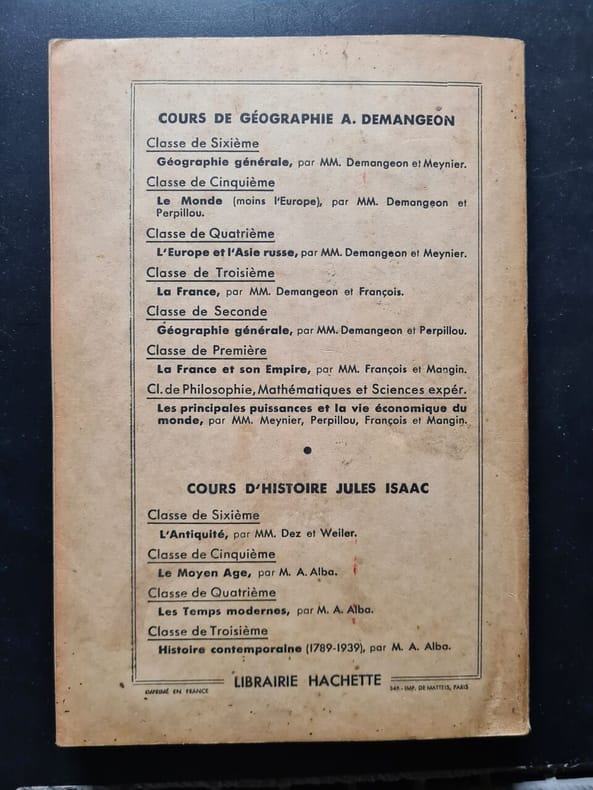 COURS DE GÉOGRAPHIE A. DEMANGEON
Classe de Sixième
Géographie générale, par MM. Demangeon et Meynier.
Classe de Cinquième
Le Monde (moins l'Europe), par MM. Demangeon et
Perpillou.
Classe de Quatrième
L'Europe et l'Asie russe, par MM. Demangeon et Meynier.
Classe de Troisième
La France, par MM. Demangeon et François.
Classe de Seconde
Géographie générale, par MM. Demangeon et Perpillou.
Classe de Première
La France et son Empire, par MM. François et Mangin.
Cl. de Philosophie, Mathématiques et Sciences expér.
Les principales puissances et la vie économique du
monde, par MM. Meynier, Perpillou, François et Mangin.
COURS D'HISTOIRE JULES ISAAC
Classe de Sixième
L'Antiquité, par MM. Dez et Weiler.
Classe de Cinquième
Le Moyen Age, par M. A. Alba.
Classe de Quatrième
Les Temps modernes, par M. A. Alba.
Classe de Troisième
Histoire contemporaine (1789-1939), par M. A. Alba.
LIBRAIRIE HACHETTE
IMPRIMÉ EN FRANCE
549.-IMP. DE MATTEIS, PARIS